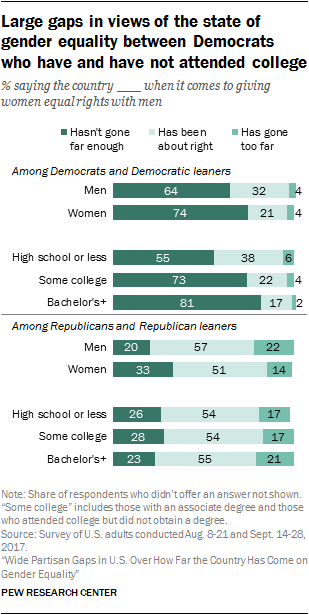 Large gaps in views of the state of
gender equality between Democrats
who have and have not attended college
% saying the country ____ when it comes to giving
women equal rights with men
Hasn't gone far enough Has been about right Has gone too far
Among Democrats and Democratic leaners
Men 64 32 4
Women 74 21 4
High school or less 55 38 6
Some college 73 22 4
Bachelor's+ 81 17 2
Among Republicans and Republican leaners
Men 20 57 22
Women 33 51 14
High school or less 26 54 17
Some college 28 54 17
Bachelor's+ 23 55 21
Note: Share of respondents who didn't offer an answer not shown.
"Some college" includes those with an associate degree and those
who attended college but did not obtain a degree.
Source: Survey of U.S. adults conducted Aug. 8-21 and Sept. 14-28,
2017.
"Wide Partisan Gaps in U.S. Over How Far the Country Has Come on
Gender Equality"
PEW RESEARCH CENTER